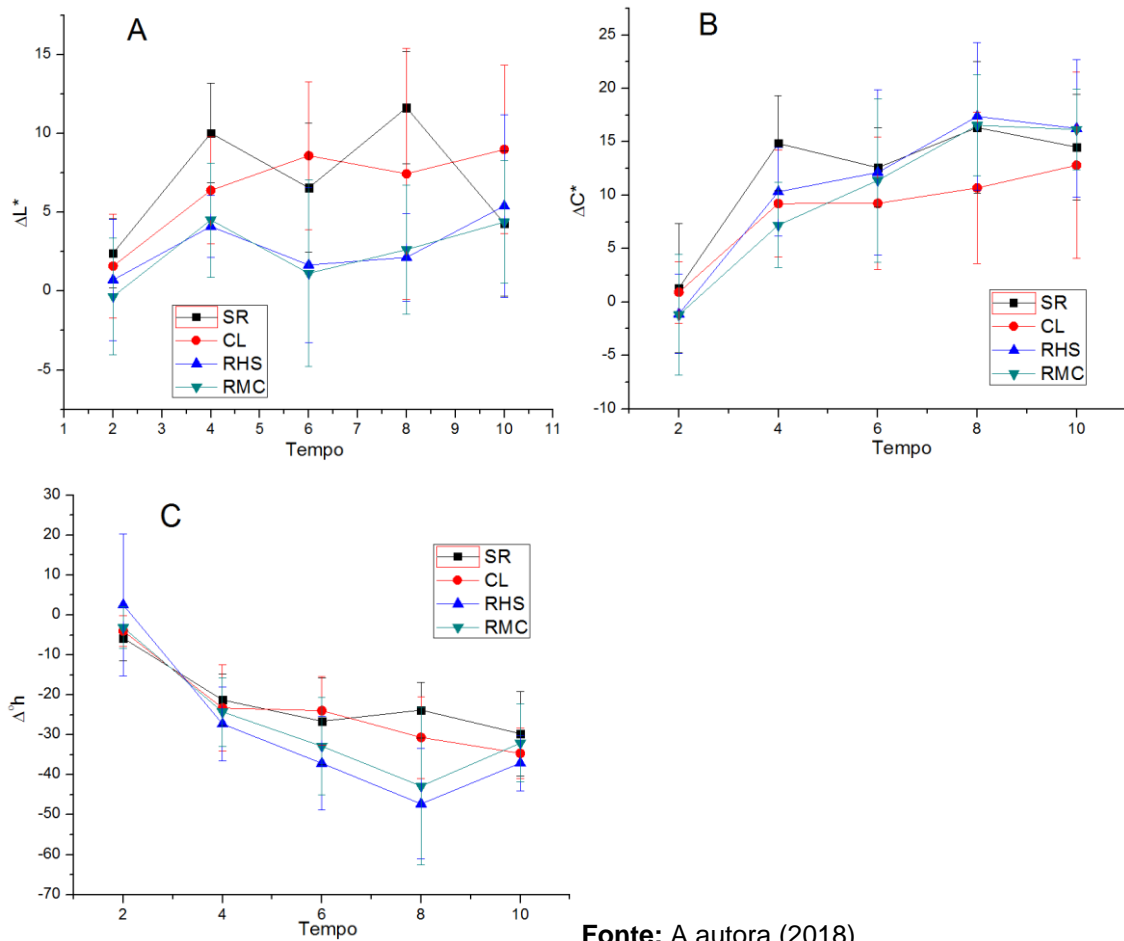 A
ΔL*
15
10
5
0
-5
SR
CL
RHS
RMC
1 2 3 4 5 6 7 8 9 10 11
Tempo
B
ΔC*
25
20
15
10
5
0
-5
-10
SR
CL
RHS
RMC
2 4 6 8 10
Tempo
C
Δ°h
30
20
10
0
-10
-20
-30
-40
-50
-60
-70
SR
CL
RHS
RMC
2 4 6 8 10
Tempo
Fonte: A autora (2018)